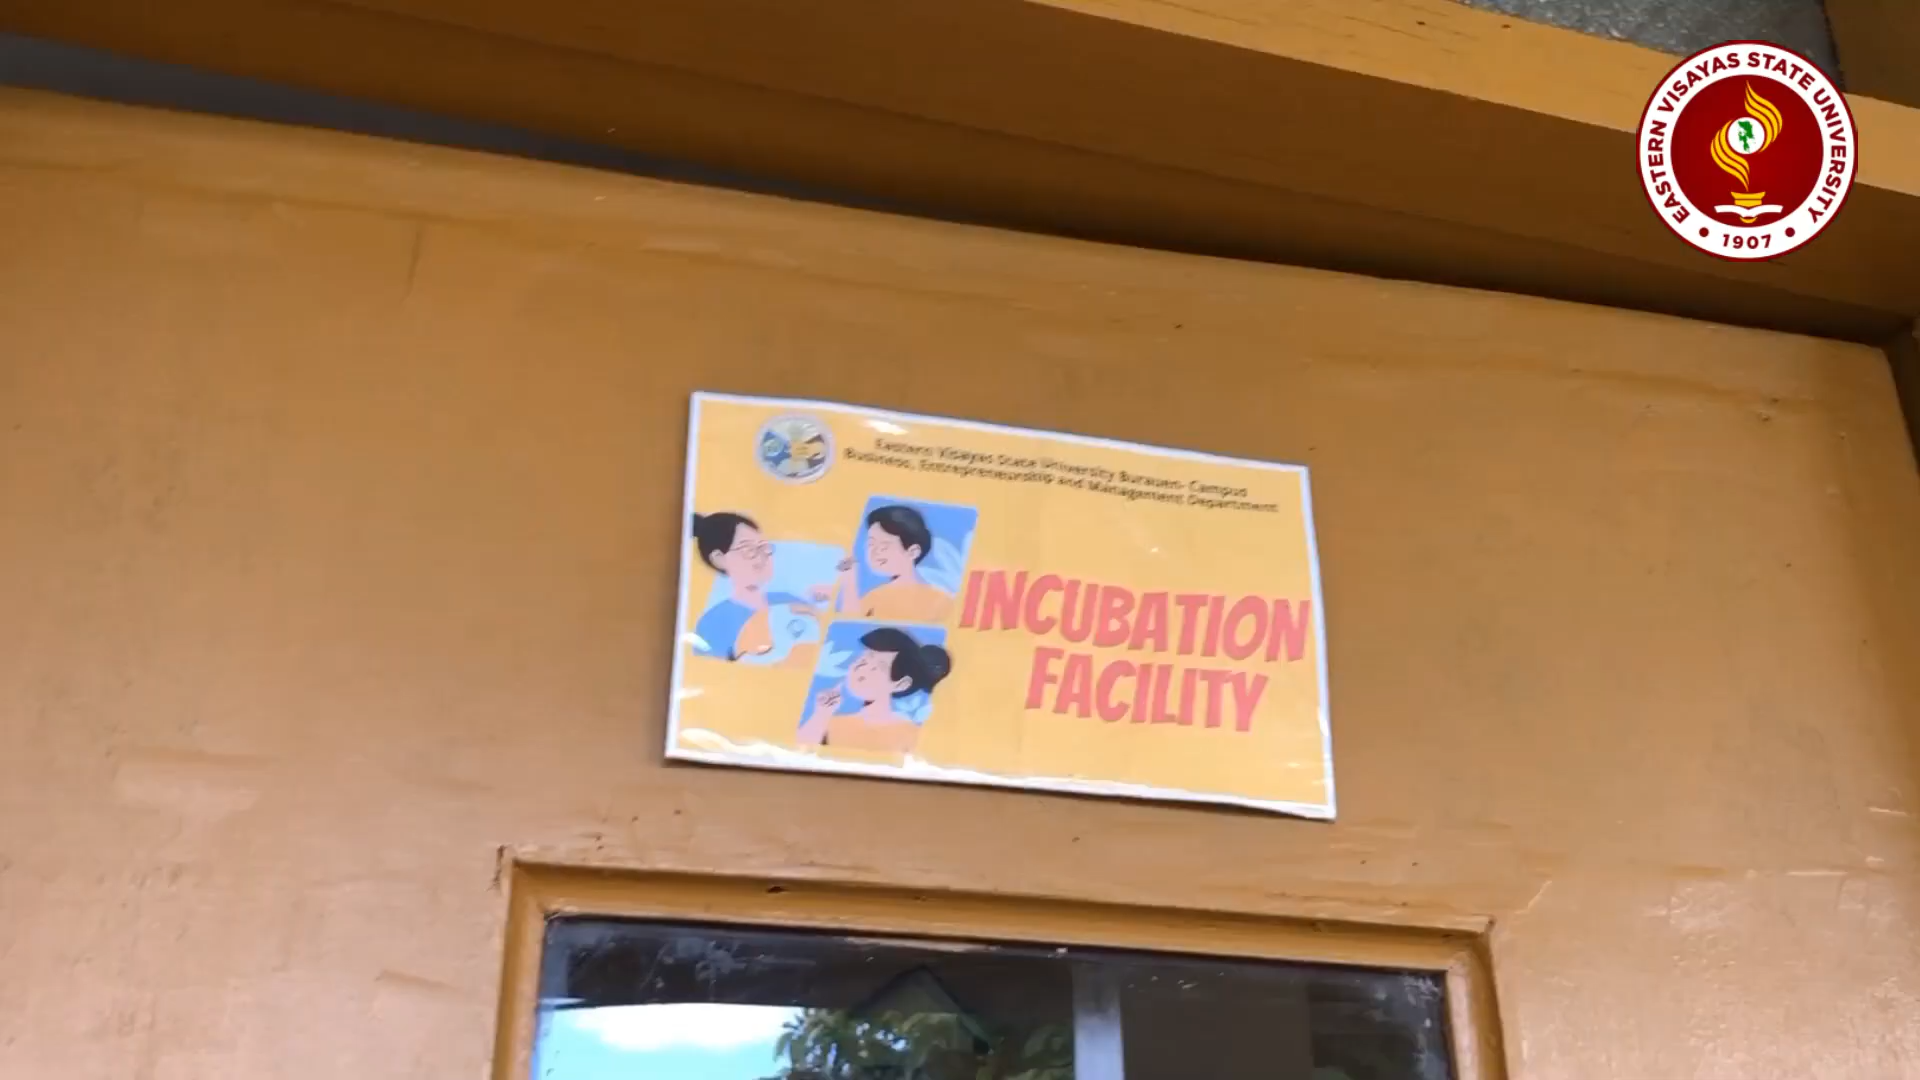 EASTERN VISAYAS STATE UNIVERSITY
• 1907 •
Eastern Visayas State University Burauen- Campus
Business, Entrepreneurship and Management Department
INCUBATION
FACILITY